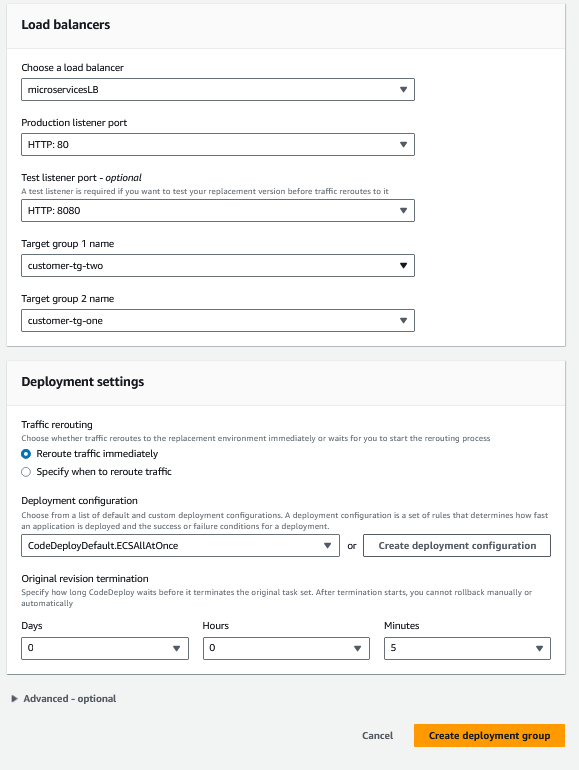 Load balancers
Choose a load balancer
microservicesLB
Production listener port
HTTP: 80
Test listener port - optional
A test listener is required if you want to test your replacement version before traffic reroutes to it
HTTP: 8080
Target group 1 name
customer-tg-two
Target group 2 name
customer-tg-one
Deployment settings
Traffic rerouting
Choose whether traffic reroutes to the replacement environment immediately or waits for you to start the rerouting process
Reroute traffic immediately
Specify when to reroute traffic
Deployment configuration
Choose from a list of default and custom deployment configurations. A deployment configuration is a set of rules that determines how fast
an application is deployed and the success or failure conditions for a deployment.
CodeDeployDefault.ECSAllAtOnce or Create deployment configuration
Original revision termination
Specify how long CodeDeploy waits before it terminates the original task set. After termination starts, you cannot rollback manually or
automatically
Days Hours Minutes
0 0 5
Advanced - optional
Cancel Create deployment group